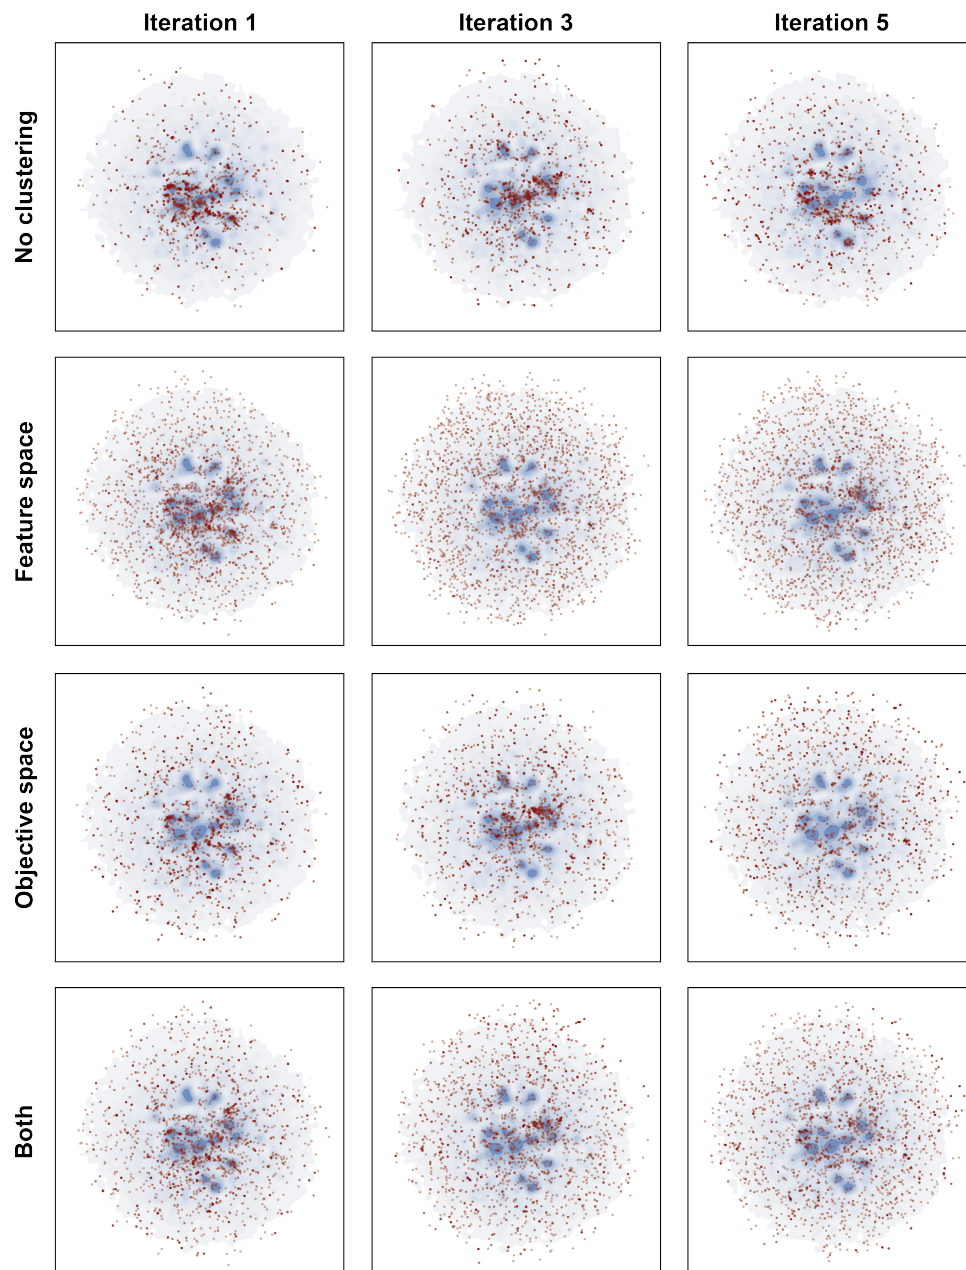 Iteration 1
Iteration 3
Iteration 5
No clustering
Feature space
Objective space
Both